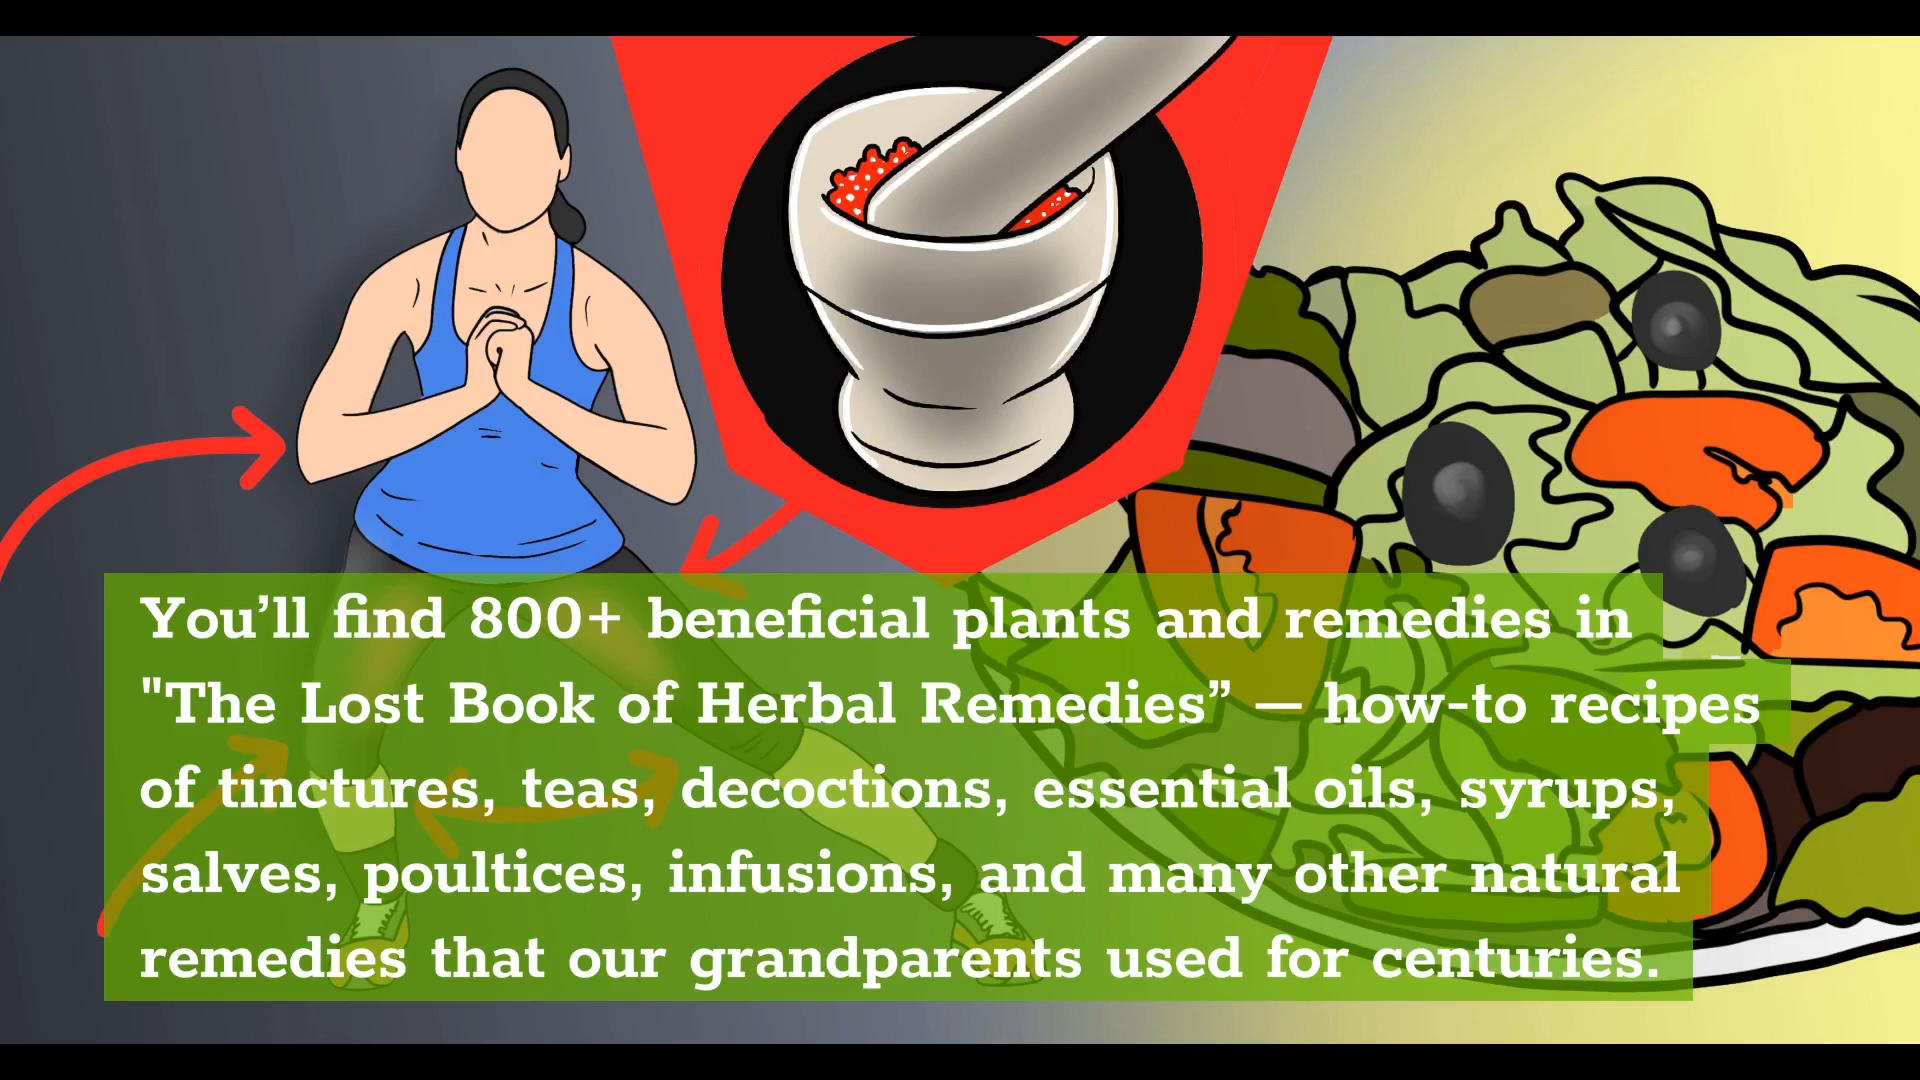 You’ll find 800+ beneficial plants and remedies in
"The Lost Book of Herbal Remedies” — how-to recipes
of tinctures, teas, decoctions, essential oils, syrups,
salves, poultices, infusions, and many other natural
remedies that our grandparents used for centuries.